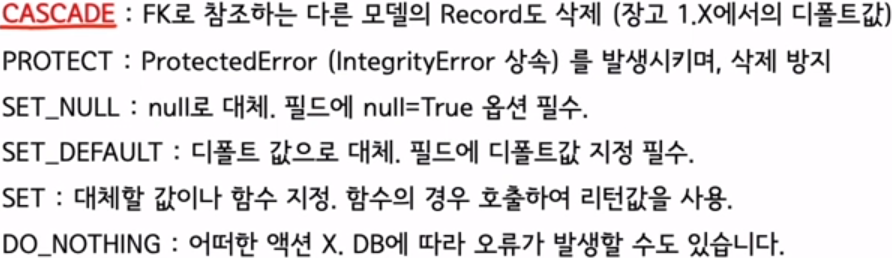 CASCADE : FK로 참조하는 다른 모델의 Record도 삭제 (장고 1.X에서의 디폴트값)
PROTECT : ProtectedError (IntegrityError 상속) 를 발생시키며, 삭제 방지
SET_NULL : null로 대체. 필드에 null=True 옵션 필수.
SET_DEFAULT : 디폴트 값으로 대체. 필드에 디폴트값 지정 필수.
SET : 대체할 값이나 함수 지정. 함수의 경우 호출하여 리턴값을 사용.
DO_NOTHING : 어떠한 액션 X. DB에 따라 오류가 발생할 수도 있습니다.